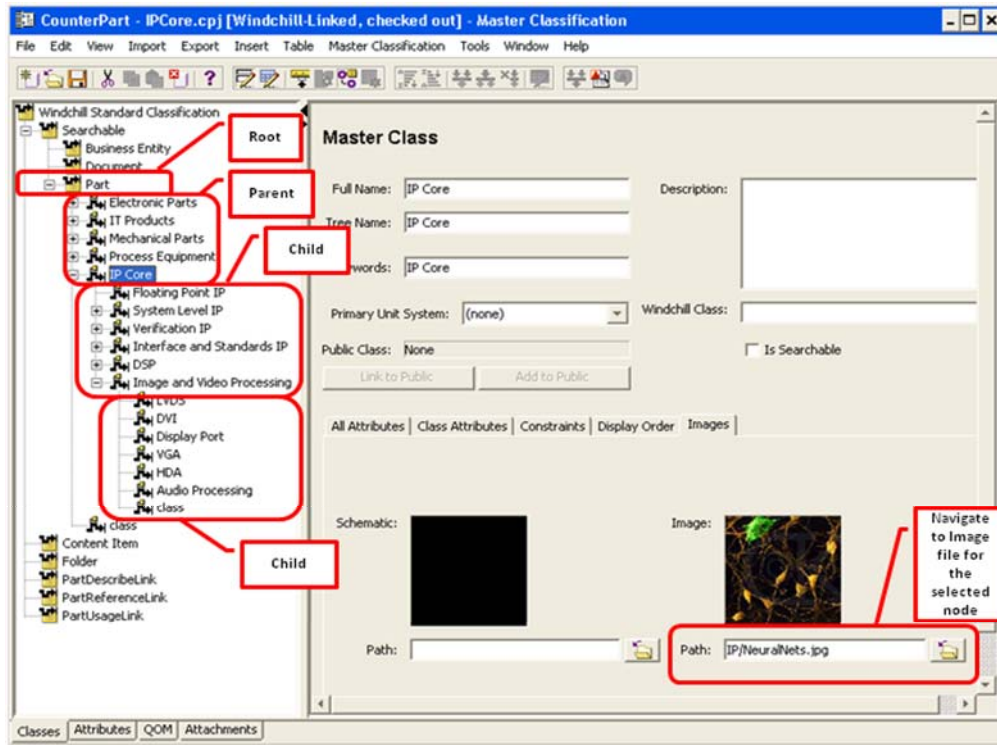 CounterPart - IPCore.cpj [Windchill-Linked, checked out] - Master Classification
File Edit View Import Export Insert Table Master Classification Tools Window Help
Windchill Standard Classification
Searchable
Business Entity
Document
Part
Electronic Parts
IT Products
Mechanical Parts
Process Equipment
IP Core
Floating Point IP
System Level IP
Verification IP
Interface and Standards IP
DSP
Image and Video Processing
LVDS
DVI
Display Port
VGA
HDA
Audio Processing
class
class
Content Item
Folder
PartDescribeLink
PartReferenceLink
PartUsageLink
Root
Parent
Child
Child
Master Class
Full Name: IP Core
Description:
Tree Name: IP Core
words: IP Core
Primary Unit System: (none)
Windchill Class:
Public Class: None
Is Searchable
Link to Public Add to Public
All Attributes Class Attributes Constraints Display Order Images
Schematic:
Image:
Navigate
to Image
file for
the
selected
node
Path:
Path: IP/NeuralNets.jpg
Classes Attributes QOM Attachments